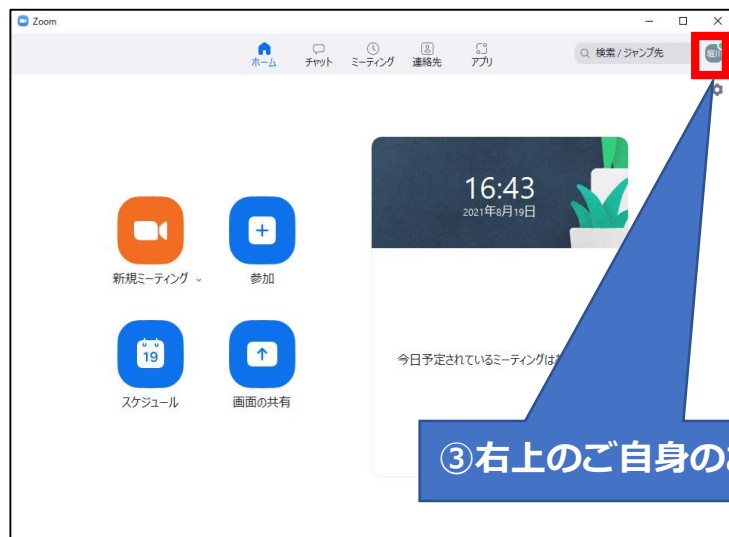 Zoom
ホーム
チャット
ミーティング
連絡先
アプリ
検索 / ジャンプ先
堀川
16:43
2021年8月19日
新規ミーティング
参加
19
スケジュール
画面の共有
今日予定されているミーティングは
③右上のご自身の